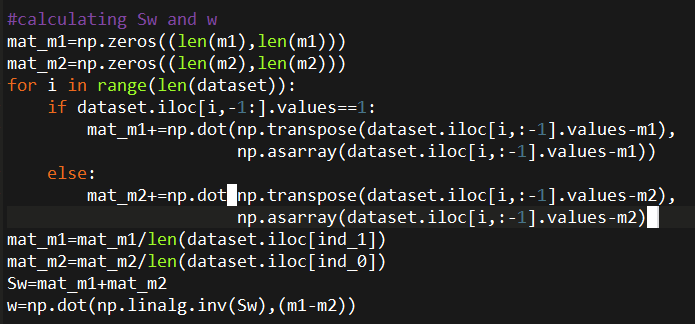 #calculating Sw and w
mat_m1=np.zeros((len(m1),len(m1)))
mat_m2=np.zeros((len(m2),len(m2)))
for i in range(len(dataset)):
    if dataset.iloc[i,-1:].values==1:
        mat_m1+=np.dot(np.transpose(dataset.iloc[i,:-1].values-m1),
                       np.asarray(dataset.iloc[i,:-1].values-m1))
    else:
        mat_m2+=np.dot(np.transpose(dataset.iloc[i,:-1].values-m2),
                       np.asarray(dataset.iloc[i,:-1].values-m2))
mat_m1=mat_m1/len(dataset.iloc[ind_1])
mat_m2=mat_m2/len(dataset.iloc[ind_0])
Sw=mat_m1+mat_m2
w=np.dot(np.linalg.inv(Sw),(m1-m2))